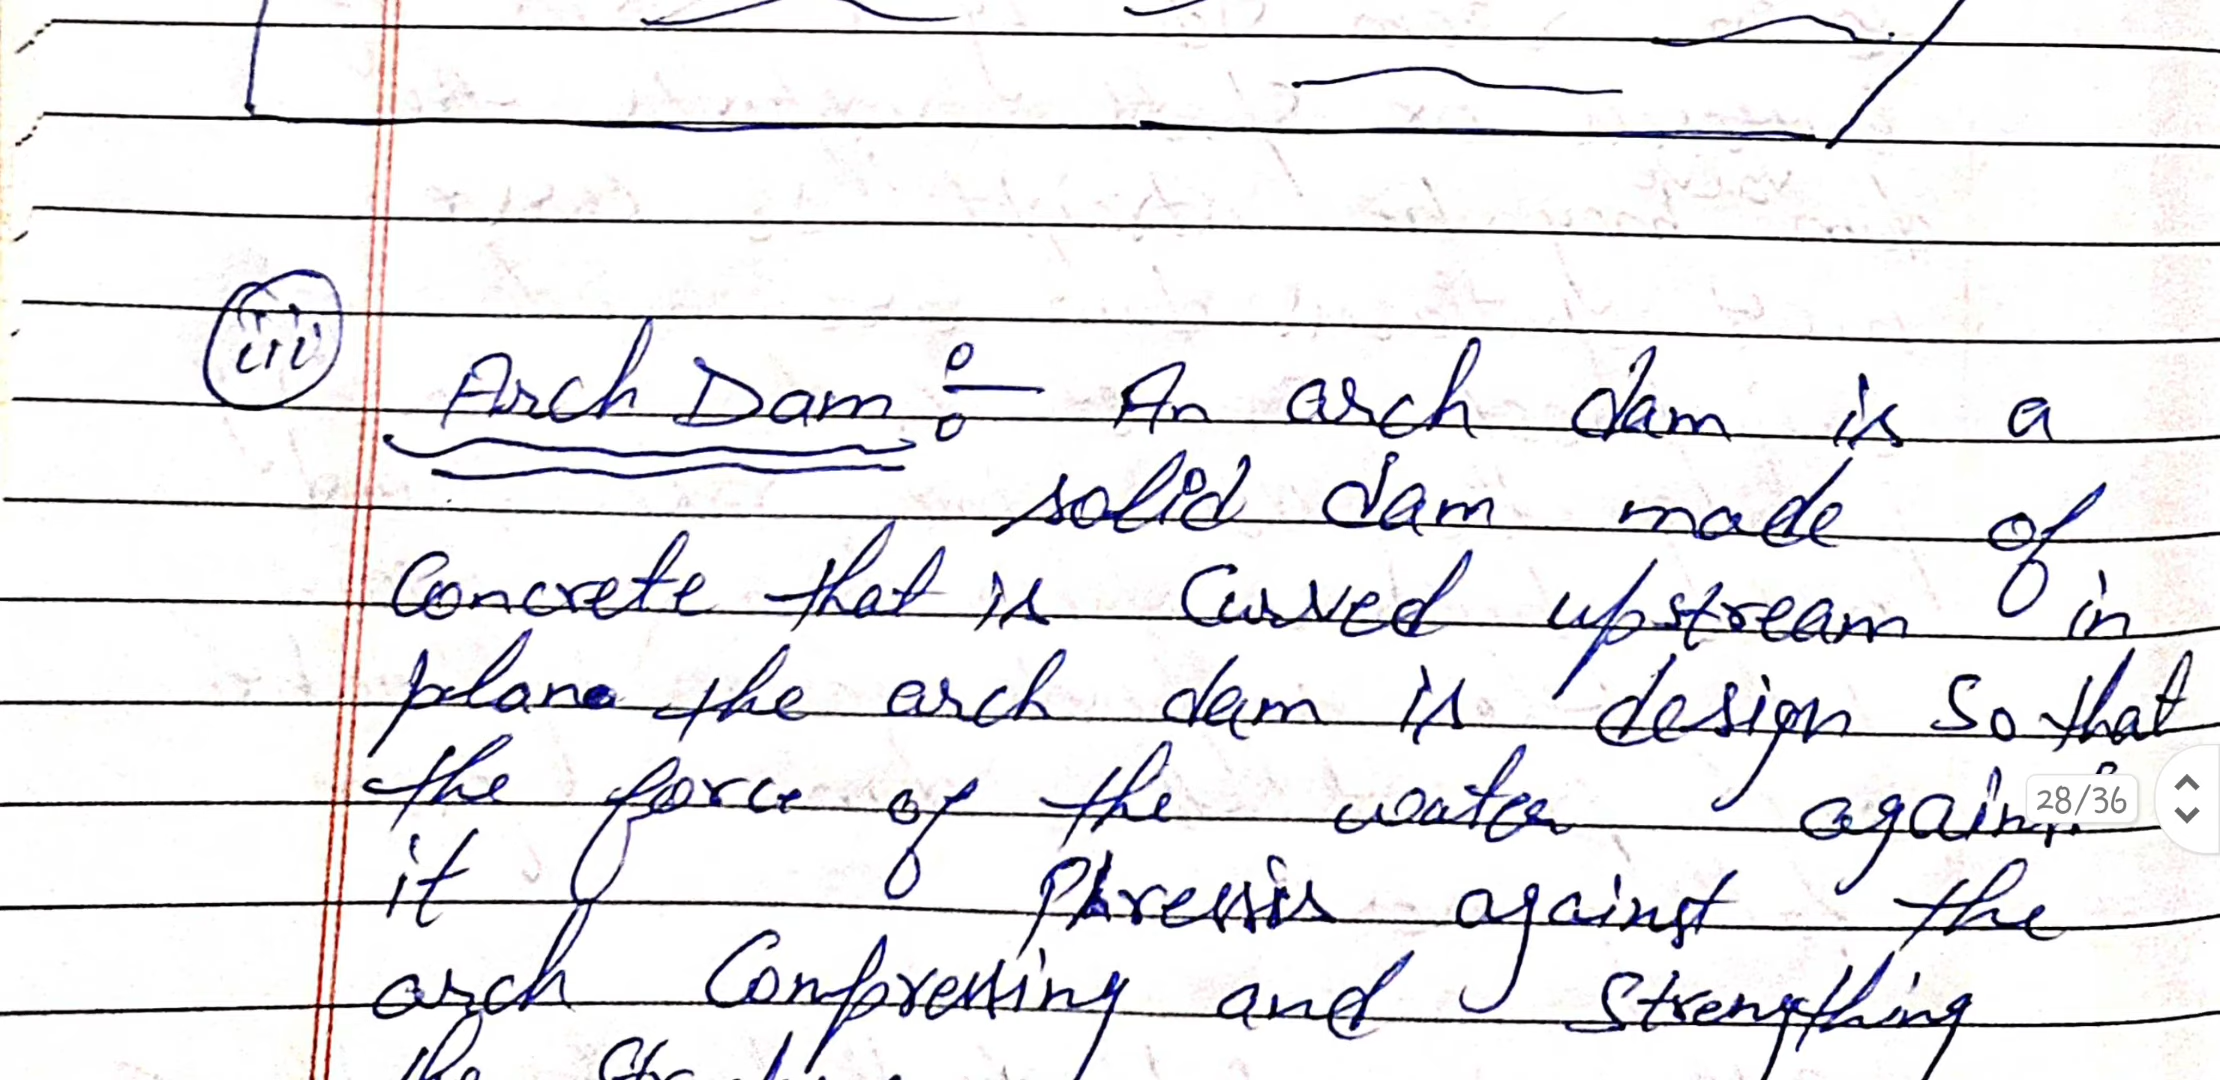 iii
Arch Dam :- An arch dam is a
solid dam made of
Concrete that is Curved upstream in
plane the arch dam is design So that
the force of the water against
it Phressis against the
arch Compressing and Strengthing
the
28/36